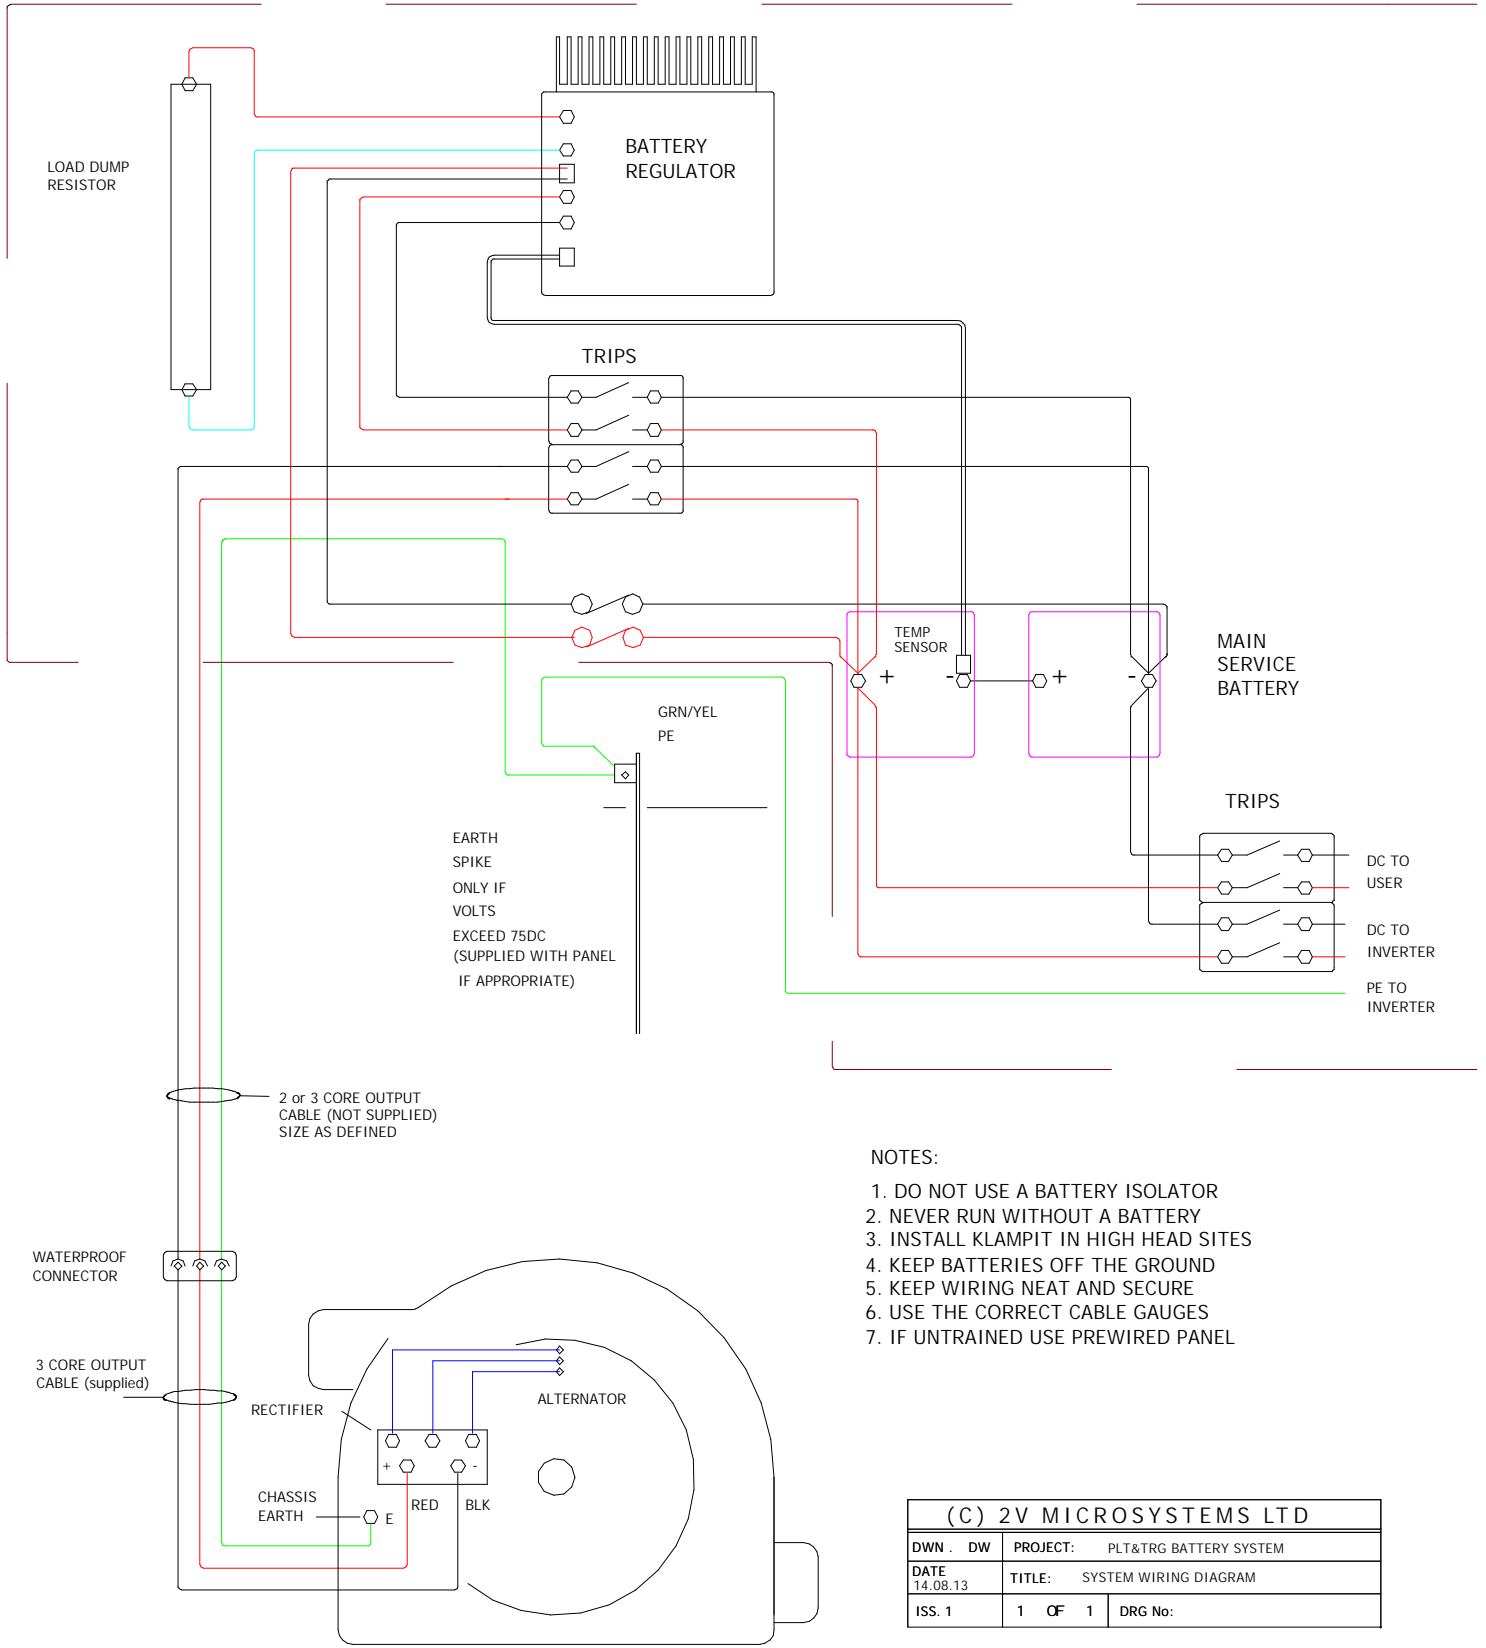 BATTERY
REGULATOR
LOAD DUMP
RESISTOR
TRIPS
TEMP
SENSOR
+ - + -
MAIN
SERVICE
BATTERY
GRN/YEL
PE
TRIPS
EARTH
SPIKE
ONLY IF
VOLTS
EXCEED 75DC
(SUPPLIED WITH PANEL
IF APPROPRIATE)
DC TO
USER
DC TO
INVERTER
PE TO
INVERTER
2 or 3 CORE OUTPUT
CABLE (NOT SUPPLIED)
SIZE AS DEFINED
NOTES:
1. DO NOT USE A BATTERY ISOLATOR
2. NEVER RUN WITHOUT A BATTERY
3. INSTALL KLAMPIT IN HIGH HEAD SITES
4. KEEP BATTERIES OFF THE GROUND
5. KEEP WIRING NEAT AND SECURE
6. USE THE CORRECT CABLE GAUGES
7. IF UNTRAINED USE PREWIRED PANEL
WATERPROOF
CONNECTOR
3 CORE OUTPUT
CABLE (supplied)
RECTIFIER
ALTERNATOR
+ -
RED BLK
CHASSIS
EARTH
E
(C) 2V MICROSYSTEMS LTD
DWN . DW PROJECT: PLT&TRG BATTERY SYSTEM
DATE
14.08.13
TITLE: SYSTEM WIRING DIAGRAM
ISS. 1 1 OF 1 DRG No: